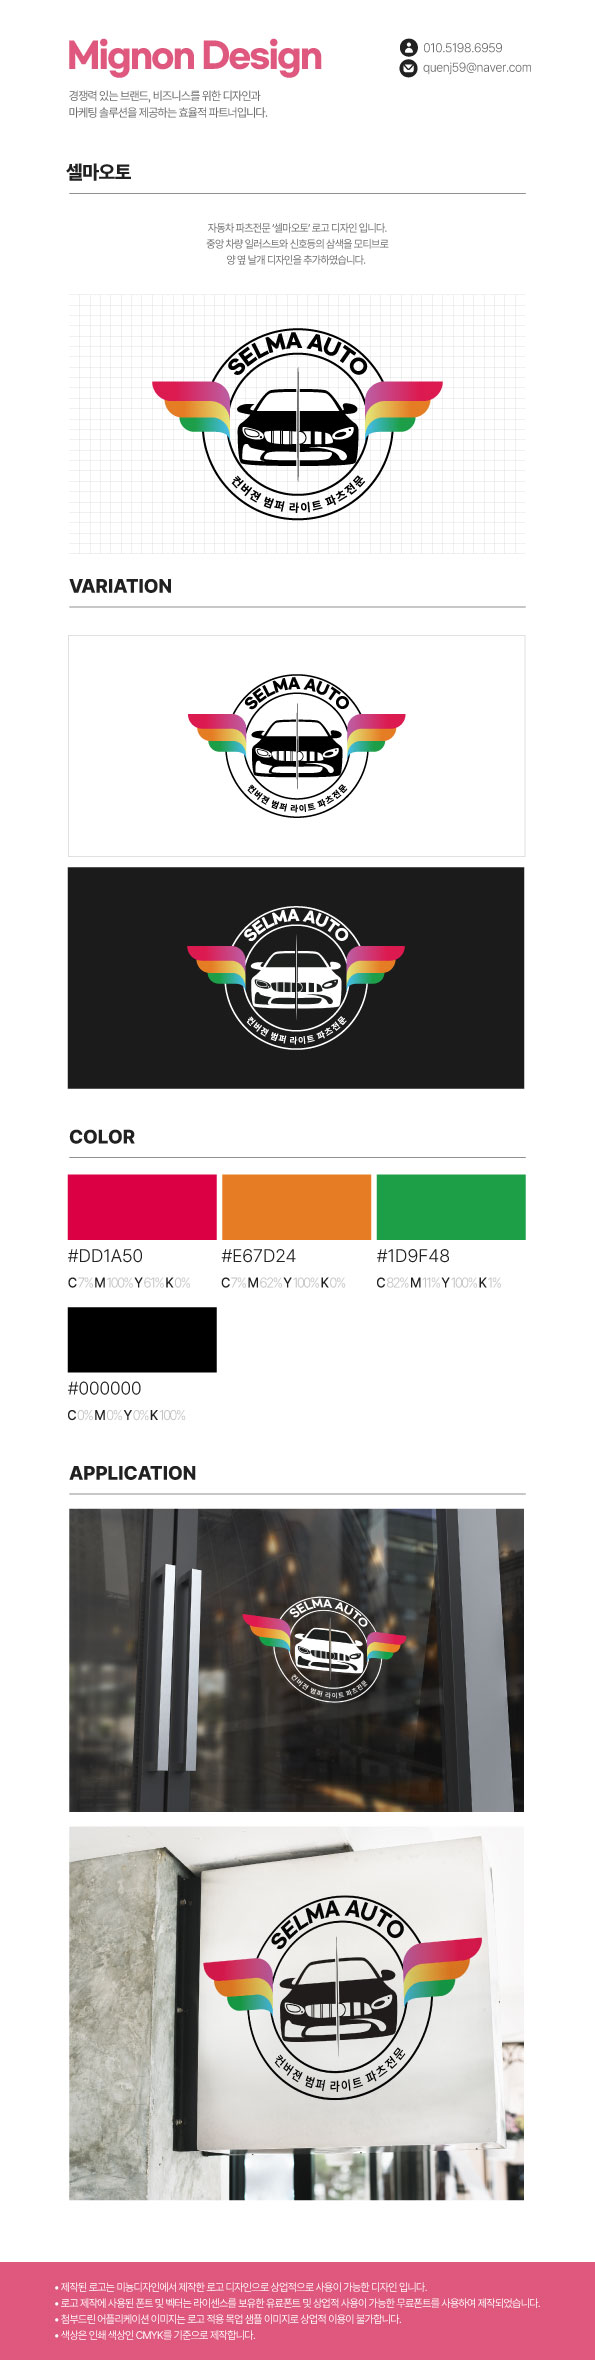 Mignon Design
010.5198.6959
quenj59@naver.com
경쟁력 있는 브랜드, 비즈니스를 위한 디자인과
마케팅 솔루션을 제공하는 효율적 파트너입니다.
셀마오토
자동차 파츠전문 '셀마오토' 로고 디자인 입니다.
중앙 차량 일러스트와 신호등의 삼색을 모티브로
양 옆 날개 디자인을 추가하였습니다.
SELMA AUTO
컨버젼 범퍼 라이트 파츠전문
VARIATION
SELMA AUTO
컨버젼 범퍼 라이트 파츠전문
SELMA AUTO
컨버젼 범퍼 라이트 파츠전문
COLOR
#DD1A50 #E67D24 #1D9F48
C7% M100% Y61% K0% C7% M62% Y100% K0% C82% M11% Y100% K1%
#000000
C0% M0% Y0% K100%
APPLICATION
SELMA AUTO
컨버젼 범퍼 라이트 파츠전문
SELMA AUTO
컨버젼 범퍼 라이트 파츠전문
• 제작된 로고는 미뇽디자인에서 제작한 로고 디자인으로 상업적으로 사용이 가능한 디자인 입니다.
• 로고 제작에 사용된 폰트 및 벡터는 라이센스를 보유한 유료폰트 및 상업적 사용이 가능한 무료폰트를 사용하여 제작되었습니다.
• 첨부드린 어플리케이션 이미지는 로고 적용 목업 샘플 이미지로 상업적 이용이 불가합니다.
• 색상은 인쇄 색상인 CMYK를 기준으로 제작합니다.